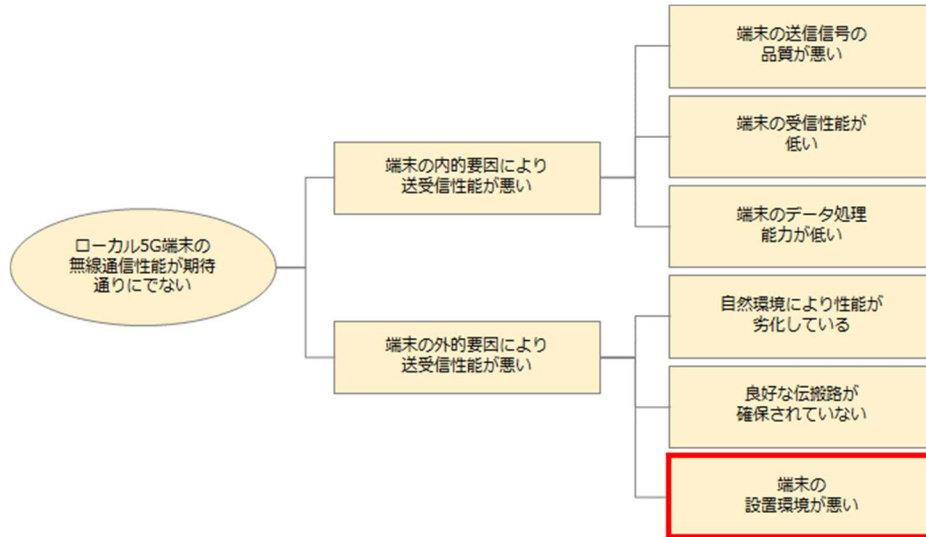 ローカル5G端末の
無線通信性能が期待
通りにでない
端末の内的要因により
送受信性能が悪い
端末の送信信号の
品質が悪い
端末の受信性能が
低い
端末のデータ処理
能力が低い
端末の外的要因により
送受信性能が悪い
自然環境により性能が
劣化している
良好な伝搬路が
確保されていない
端末の
設置環境が悪い